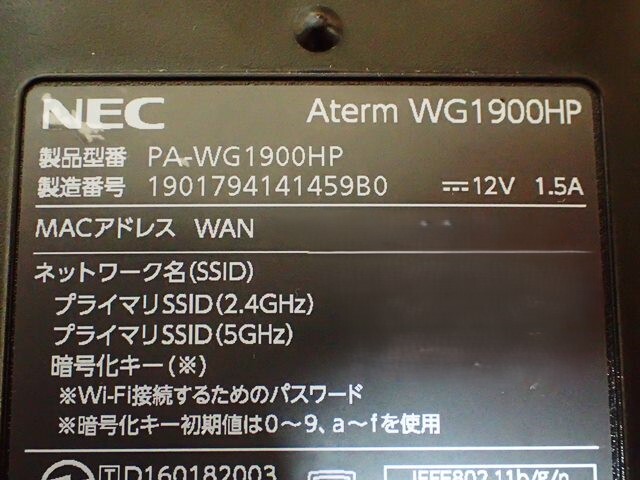 NEC Aterm WG1900HP
製品型番 PA-WG1900HP
製造番号 1901794141459B0 12V 1.5A
MACアドレス WAN
ネットワーク名(SSID)
プライマリSSID(2.4GHz)
プライマリSSID(5GHz)
暗号化キー(※)
※Wi-Fi接続するためのパスワード
※暗号化キー初期値は0~9、a~fを使用
T D160182003 IEEE802.11b/g/n